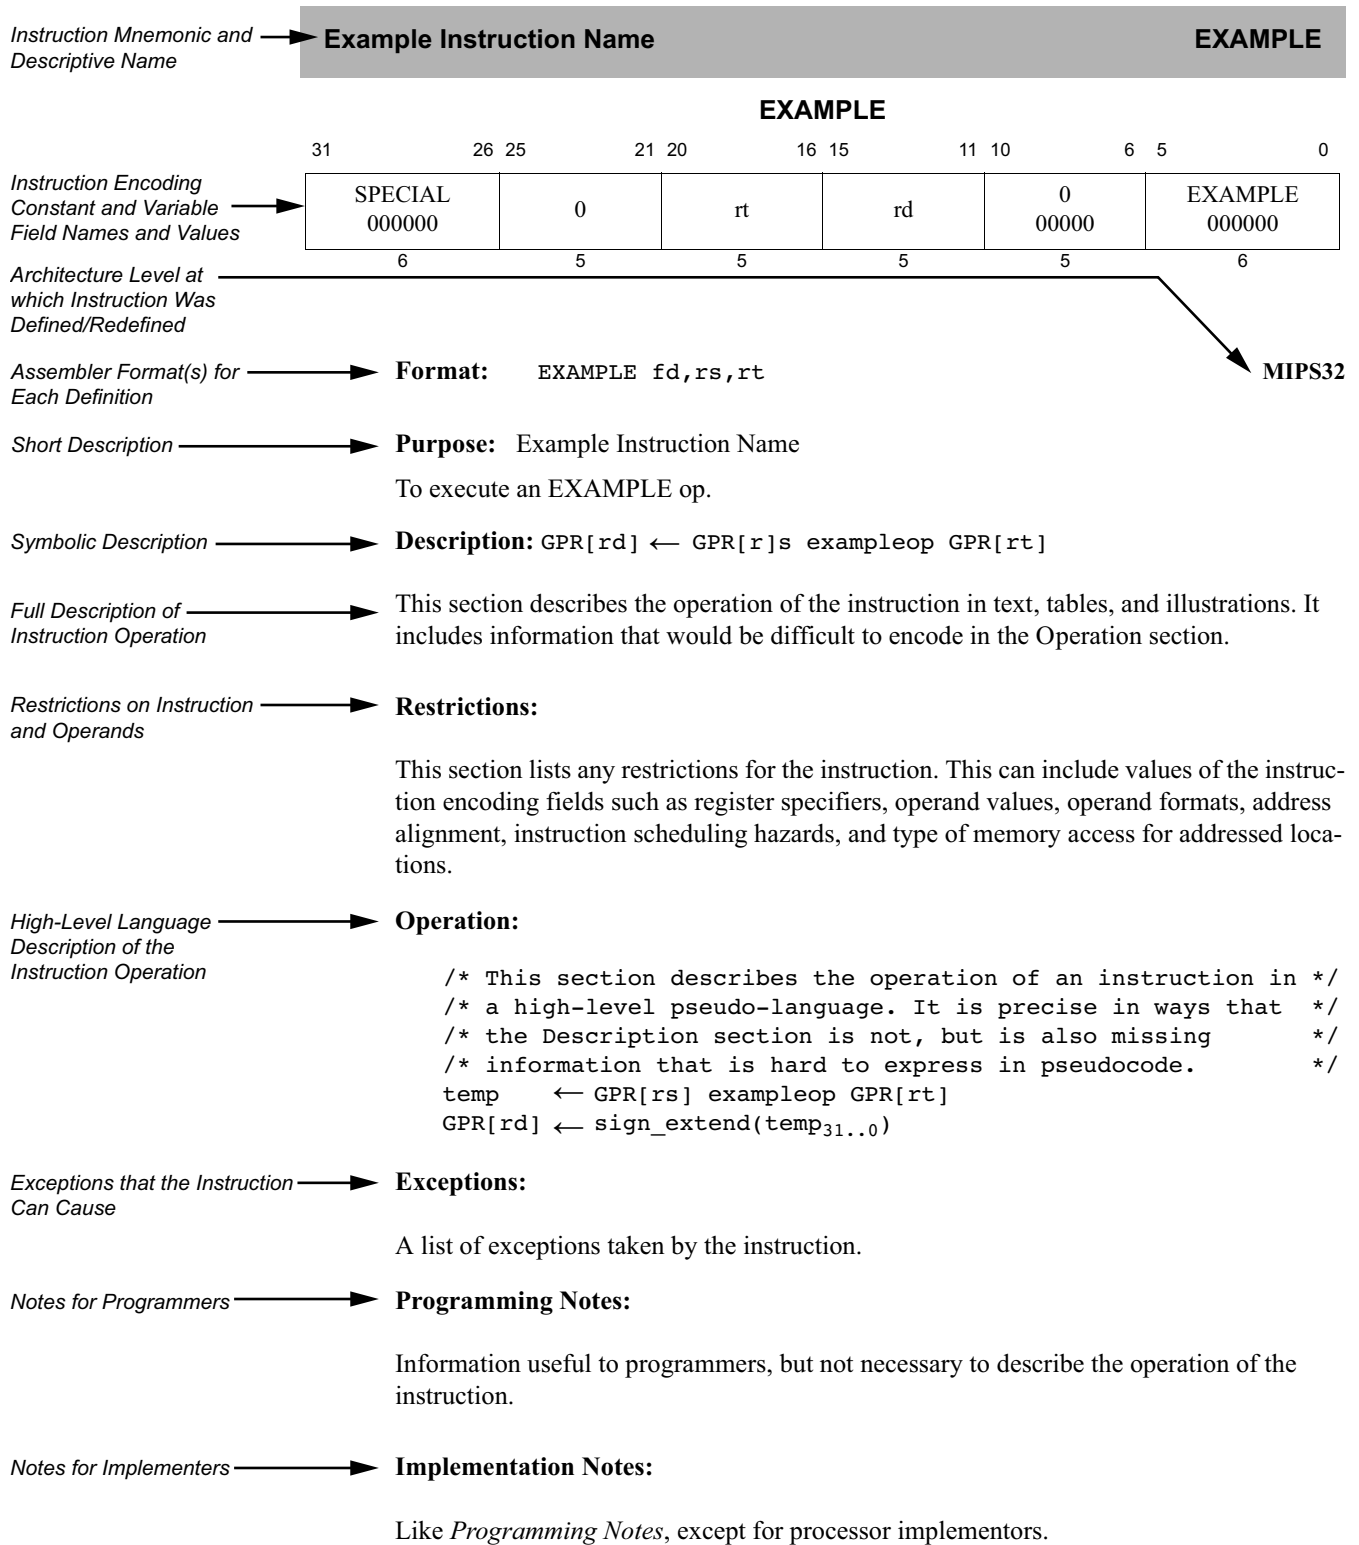 Instruction Mnemonic and
Descriptive Name
Example Instruction Name EXAMPLE
EXAMPLE
31 26 25 21 20 16 15 11 10 6 5 0
Instruction Encoding
Constant and Variable
Field Names and Values
SPECIAL 0 rt rd 0 EXAMPLE
000000 00000 000000
6 5 5 5 5 6
Architecture Level at
which Instruction Was
Defined/Redefined
Assembler Format(s) for
Each Definition
Format: EXAMPLE fd,rs,rt MIPS32
Short Description
Purpose: Example Instruction Name
To execute an EXAMPLE op.
Symbolic Description
Description: GPR[rd] ← GPR[r]s exampleop GPR[rt]
Full Description of
Instruction Operation
This section describes the operation of the instruction in text, tables, and illustrations. It
includes information that would be difficult to encode in the Operation section.
Restrictions on Instruction
and Operands
Restrictions:
This section lists any restrictions for the instruction. This can include values of the instruc-
tion encoding fields such as register specifiers, operand values, operand formats, address
alignment, instruction scheduling hazards, and type of memory access for addressed loca-
tions.
High-Level Language
Description of the
Instruction Operation
Operation:
/* This section describes the operation of an instruction in */
/* a high-level pseudo-language. It is precise in ways that */
/* the Description section is not, but is also missing */
/* information that is hard to express in pseudocode. */
temp ← GPR[rs] exampleop GPR[rt]
GPR[rd] ← sign_extend(temp31..0)
Exceptions that the Instruction
Can Cause
Exceptions:
A list of exceptions taken by the instruction.
Notes for Programmers
Programming Notes:
Information useful to programmers, but not necessary to describe the operation of the
instruction.
Notes for Implementers
Implementation Notes:
Like Programming Notes, except for processor implementors.